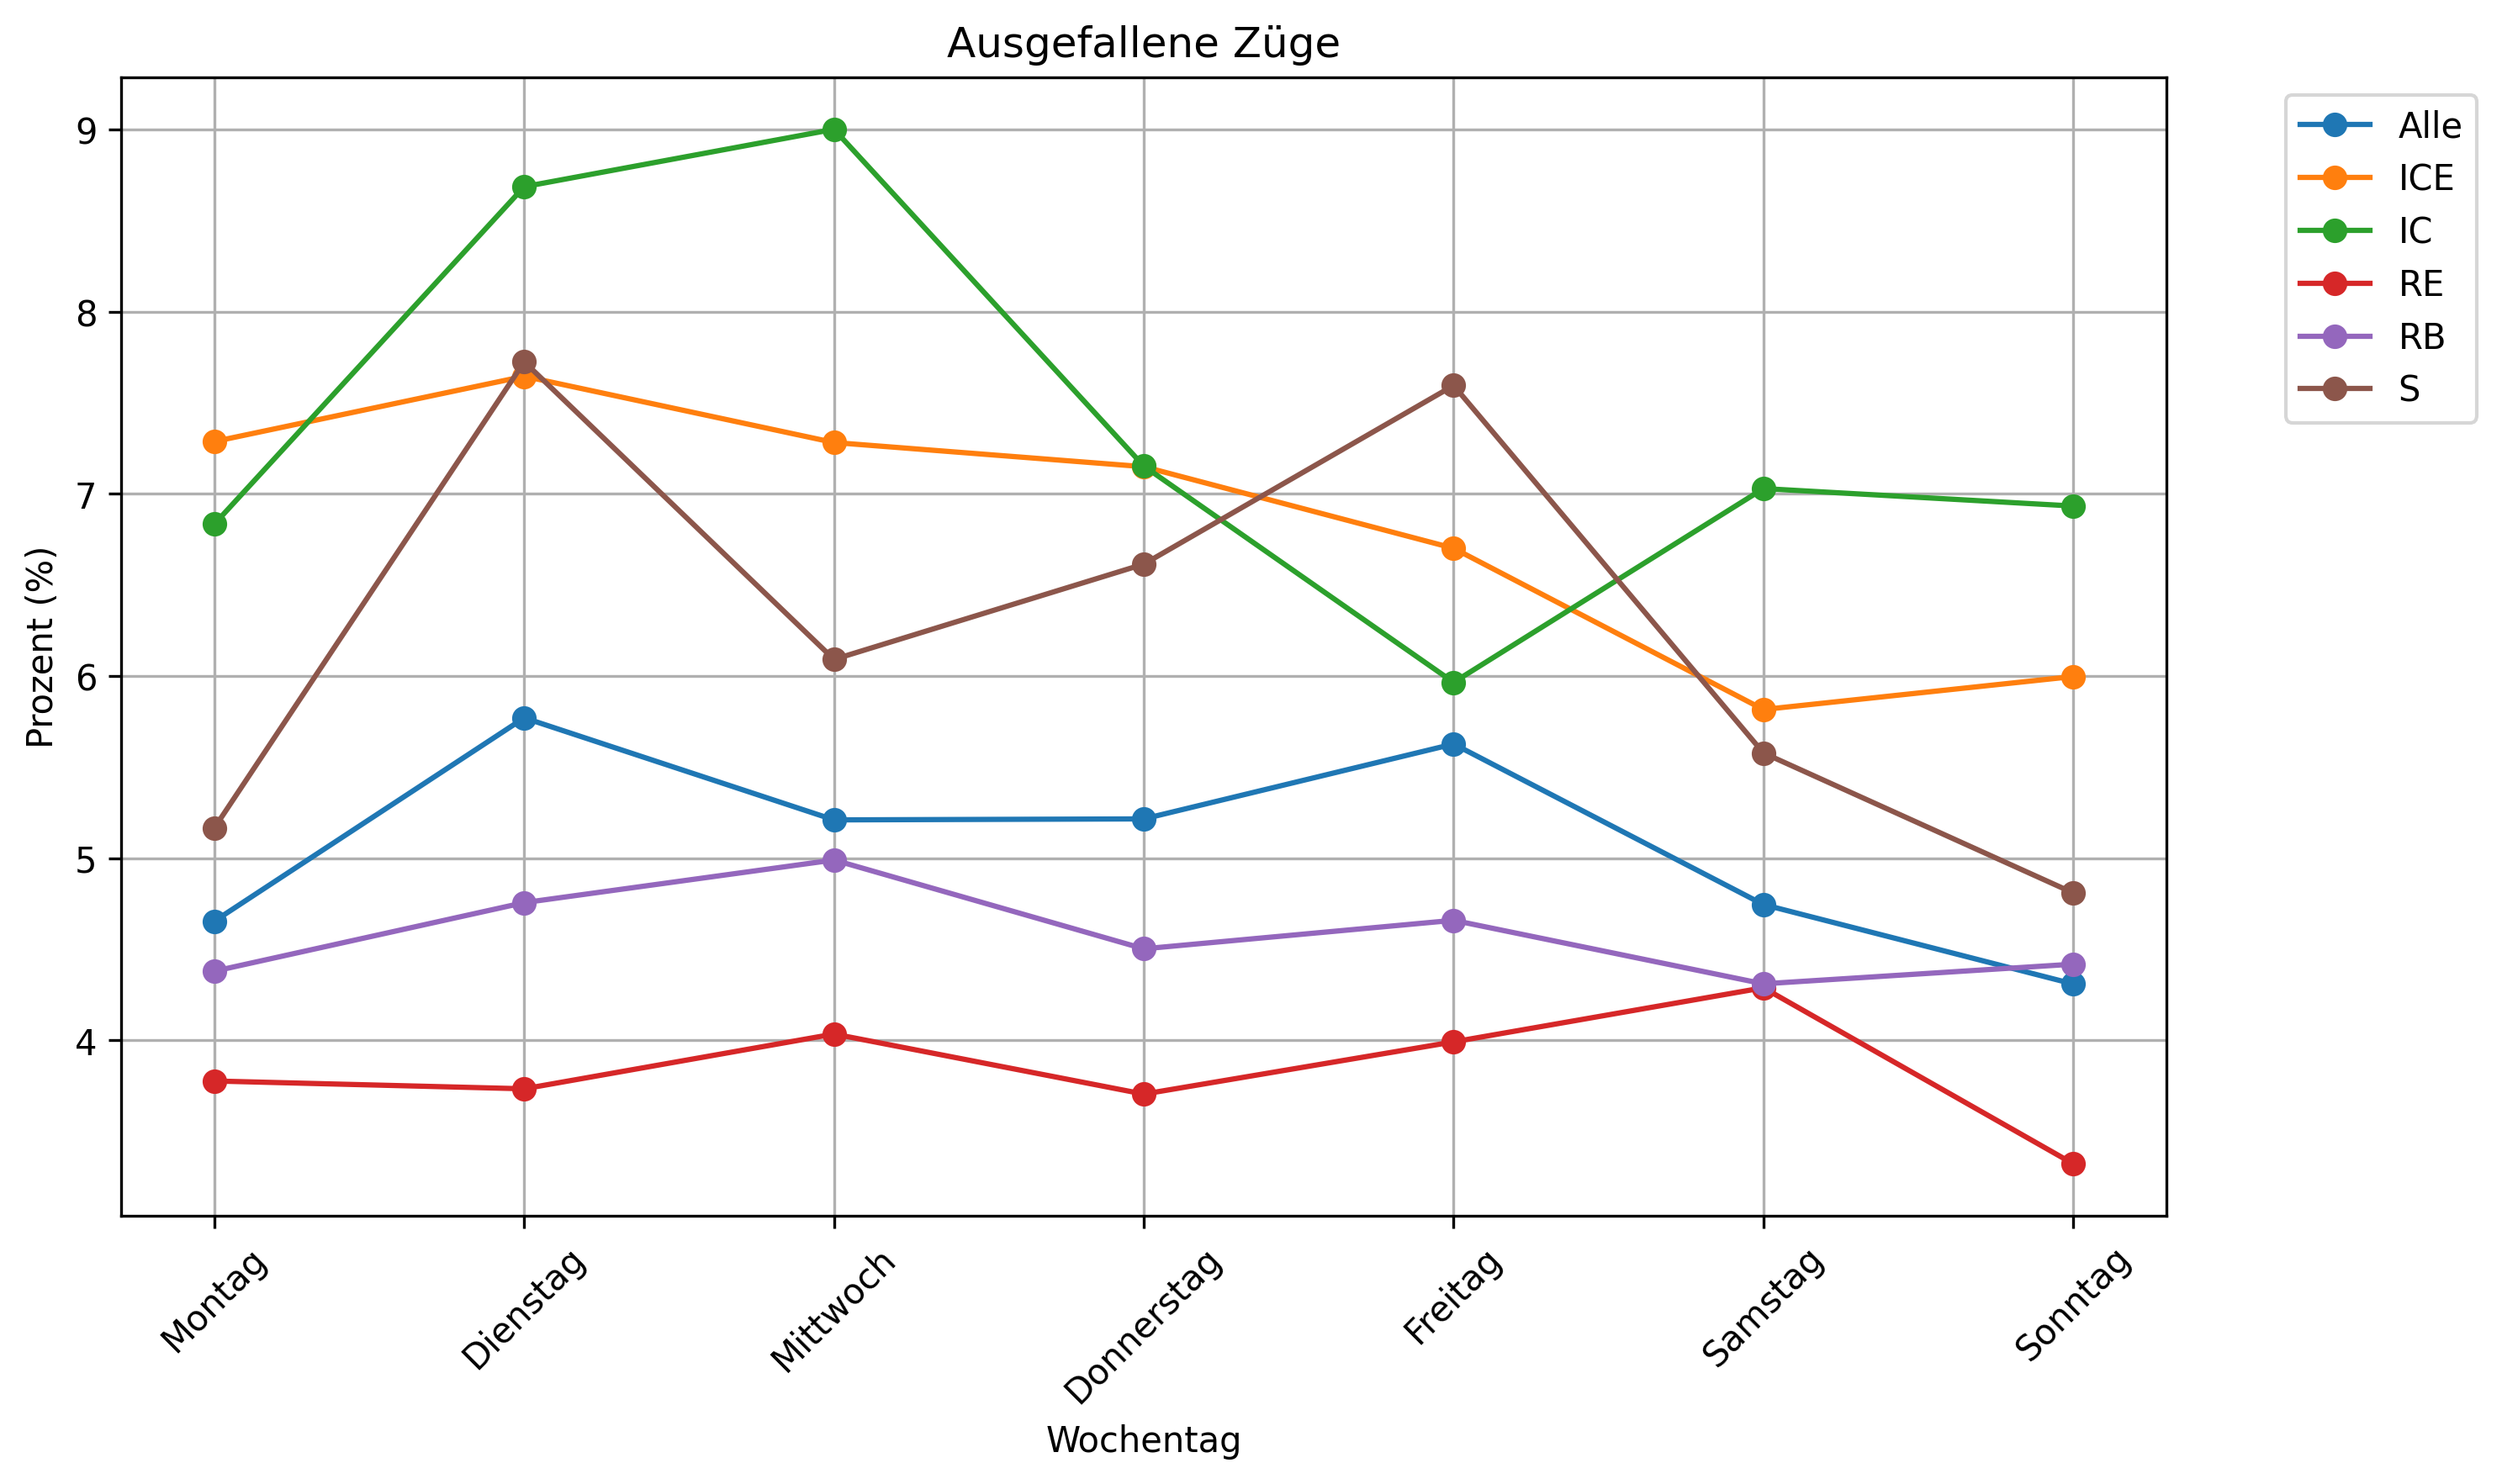 Ausgefallene Züge
Alle
ICE
IC
RE
RB
S
9
8
7
6
5
4
Prozent (%)
Montag
Dienstag
Mittwoch
Donnerstag
Freitag
Samstag
Sonntag
Wochentag